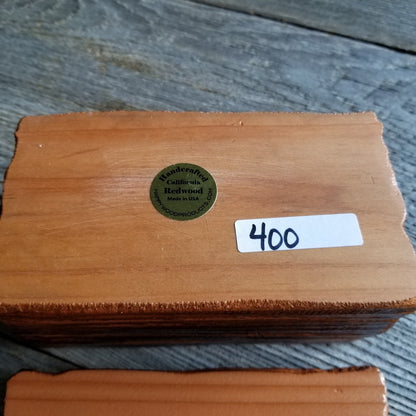 Handcrafted
California
Redwood
Made in USA
400